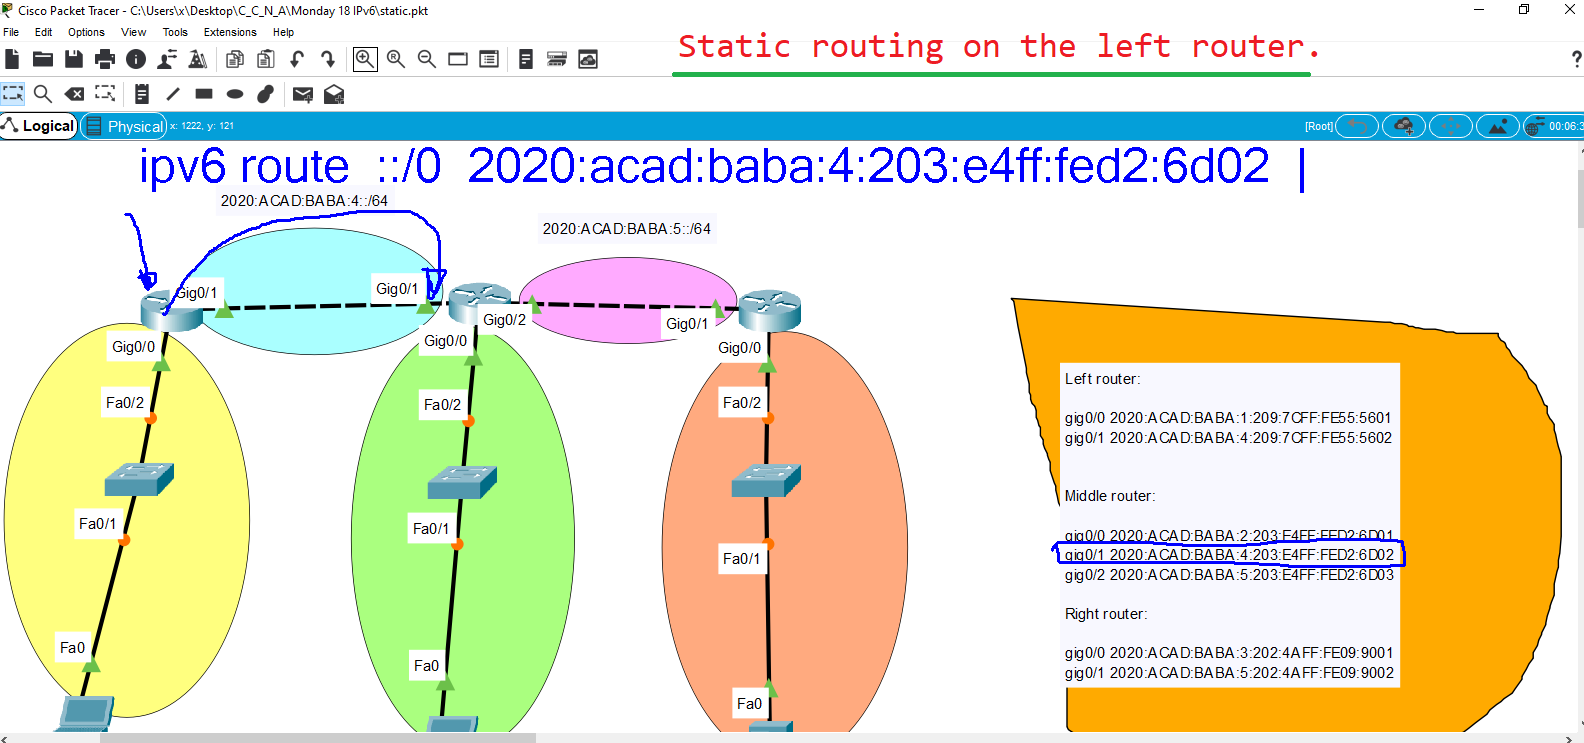 Cisco Packet Tracer - C:\Users\x\Desktop\C_C_N_A\Monday 18 IPv6\static.pkt
File Edit Options View Tools Extensions Help
Static routing on the left router.
?
Logical Physical x: 1222, y: 121 [Root] 00:06:3
ipv6 route ::/0 2020:acad:baba:4:203:e4ff:fed2:6d02 |
2020:ACAD:BABA:4::/64
2020:ACAD:BABA:5::/64
Gig0/1
Gig0/1
Gig0/2
Gig0/1
Gig0/0
Gig0/0
Gig0/0
Fa0/2
Fa0/2
Fa0/2
Fa0/1
Fa0/1
Fa0/1
Fa0
Fa0
Fa0
Left router:
gig0/0 2020:ACAD:BABA:1:209:7CFF:FE55:5601
gig0/1 2020:ACAD:BABA:4:209:7CFF:FE55:5602
Middle router:
gig0/0 2020:ACAD:BABA:2:203:E4FF:FED2:6D01
gig0/1 2020:ACAD:BABA:4:203:E4FF:FED2:6D02
gig0/2 2020:ACAD:BABA:5:203:E4FF:FED2:6D03
Right router:
gig0/0 2020:ACAD:BABA:3:202:4AFF:FE09:9001
gig0/1 2020:ACAD:BABA:5:202:4AFF:FE09:9002